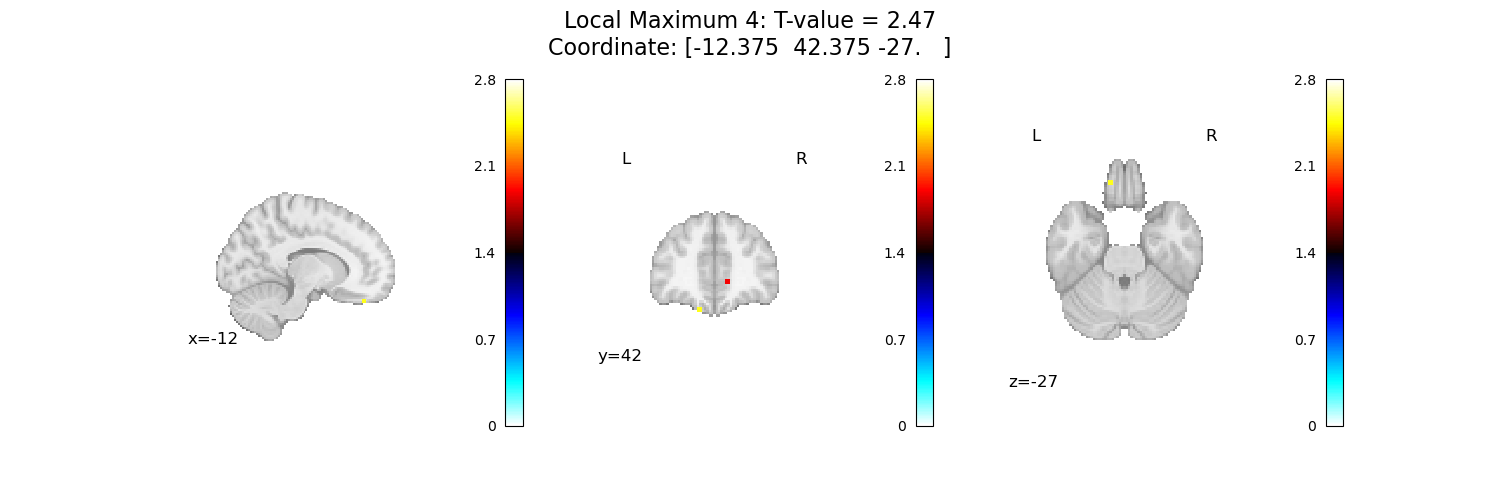 Local Maximum 4: T-value = 2.47
Coordinate: [-12.375  42.375 -27.   ]
2.8
2.1
1.4
0.7
0
x=-12
L
R
2.8
2.1
1.4
0.7
0
y=42
L
R
2.8
2.1
1.4
0.7
0
z=-27